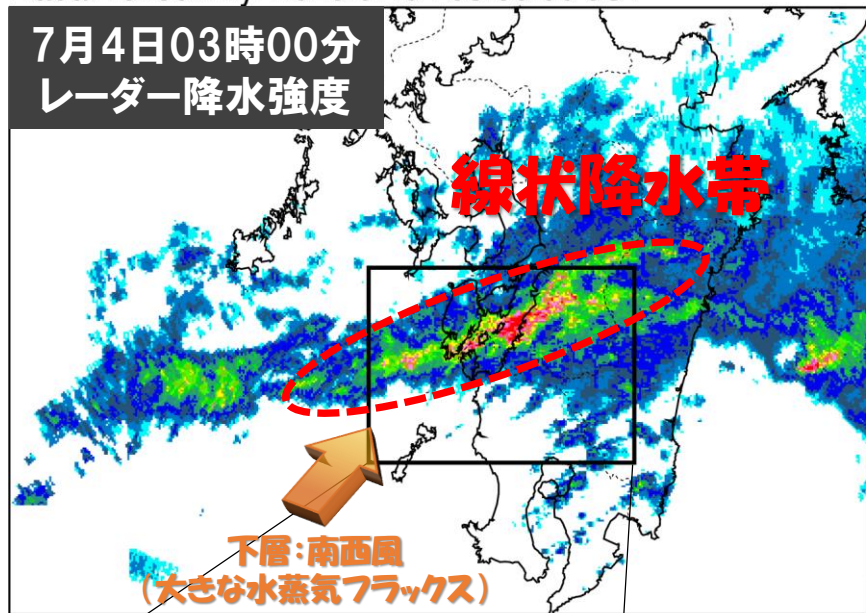 7月4日03時00分
レーダー降水強度
線状降水帯
下層：南西風
（大きな水蒸気フラックス）